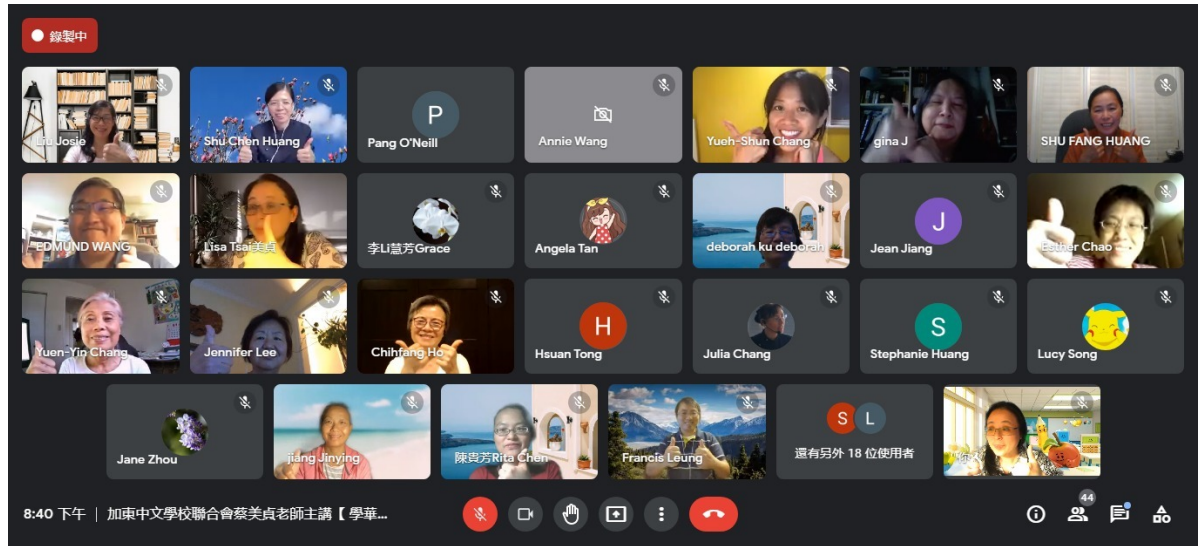 錄製中
Liu Josie
Shu Chen Huang
P
Pang O'Neill
Annie Wang
Yueh-Shun Chang
gina J
SHU FANG HUANG
EDMUND WANG
Lisa Tsai美貞
李Li慧芳Grace
Angela Tan
deborah ku deborah
J
Jean Jiang
Esther Chao
Yuen-Yin Chang
Jennifer Lee
Chihfang Ho
H
Hsuan Tong
Julia Chang
S
Stephanie Huang
Lucy Song
Jane Zhou
jiang Jinying
陳貴芳Rita Chen
Francis Leung
S L
還有另外 18 位使用者
8:40 下午 | 加東中文學校聯合會蔡美貞老師主講【 學華...
44